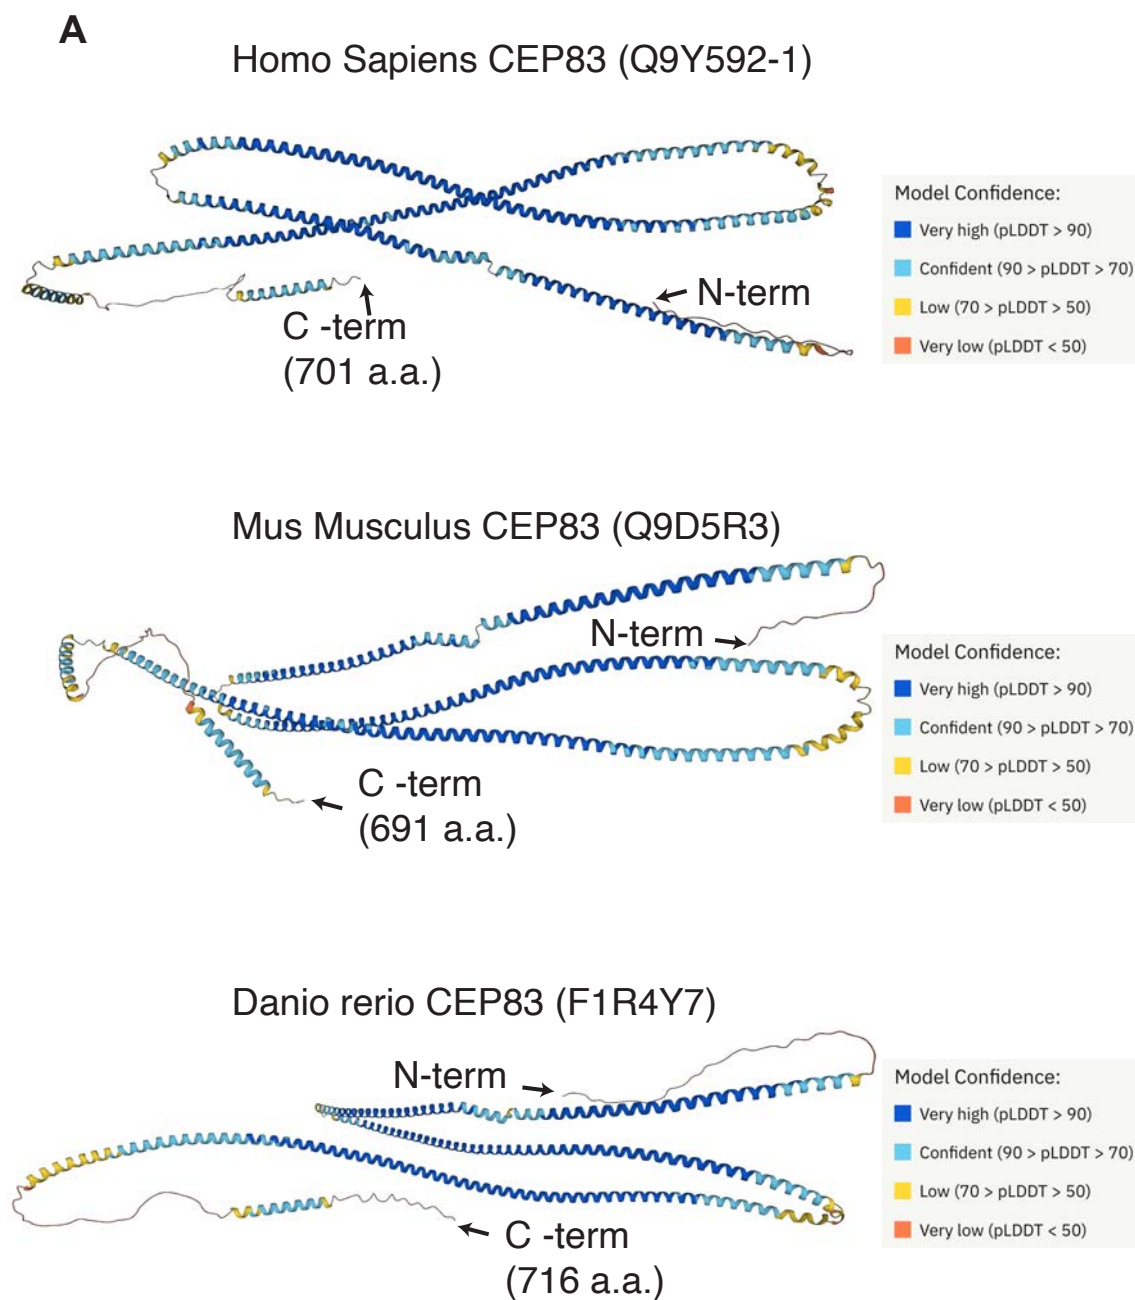 A
Homo Sapiens CEP83 (Q9Y592-1)
Model Confidence:
Very high (pLDDT > 90)
Confident (90 > pLDDT > 70)
Low (70 > pLDDT > 50)
Very low (pLDDT < 50)
N-term
C -term
(701 a.a.)
Mus Musculus CEP83 (Q9D5R3)
N-term
Model Confidence:
Very high (pLDDT > 90)
Confident (90 > pLDDT > 70)
Low (70 > pLDDT > 50)
Very low (pLDDT < 50)
C -term
(691 a.a.)
Danio rerio CEP83 (F1R4Y7)
N-term
Model Confidence:
Very high (pLDDT > 90)
Confident (90 > pLDDT > 70)
Low (70 > pLDDT > 50)
Very low (pLDDT < 50)
C -term
(716 a.a.)